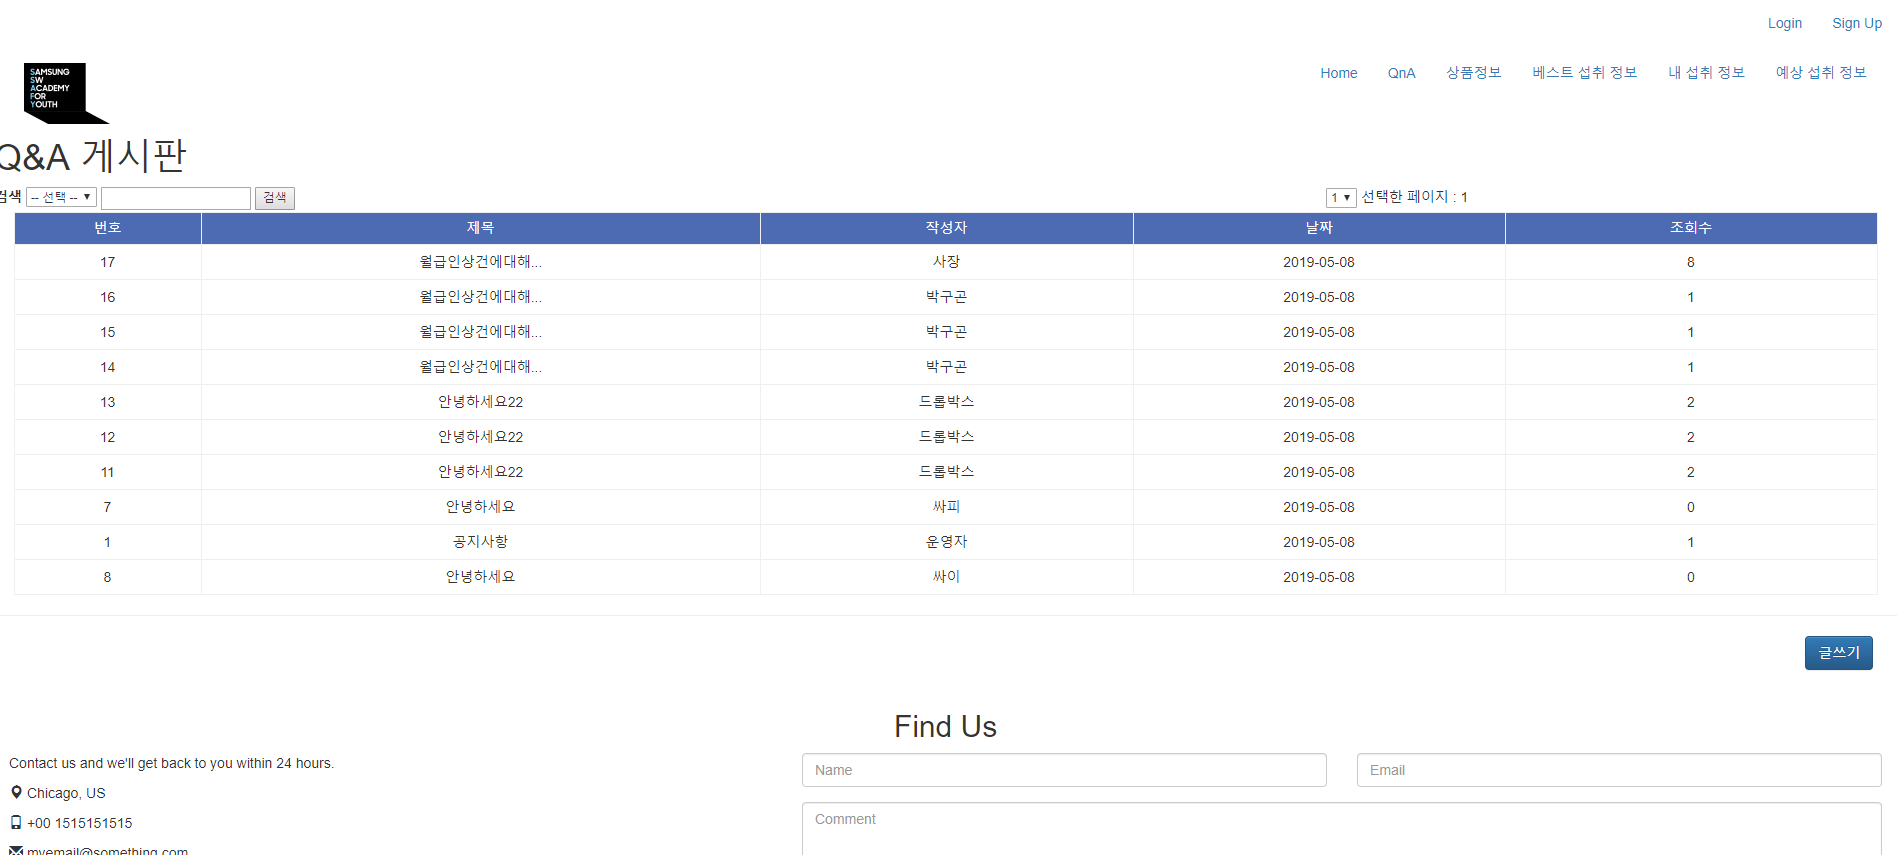 Login Sign Up
SAMSUNG
SW
ACADEMY
FOR
YOUTH
Home QnA 상품정보 베스트 섭취 정보 내 섭취 정보 예상 섭취 정보
Q&A 게시판
검색 -- 선택 -- 검색 1 선택한 페이지 : 1
번호 제목 작성자 날짜 조회수
17 월급인상건에대해... 사장 2019-05-08 8
16 월급인상건에대해... 박구곤 2019-05-08 1
15 월급인상건에대해... 박구곤 2019-05-08 1
14 월급인상건에대해... 박구곤 2019-05-08 1
13 안녕하세요22 드롭박스 2019-05-08 2
12 안녕하세요22 드롭박스 2019-05-08 2
11 안녕하세요22 드롭박스 2019-05-08 2
7 안녕하세요 싸피 2019-05-08 0
1 공지사항 운영자 2019-05-08 1
8 안녕하세요 싸이 2019-05-08 0
글쓰기
Find Us
Contact us and we'll get back to you within 24 hours.
Name Email
Chicago, US
Comment
+00 1515151515
myemail@something.com